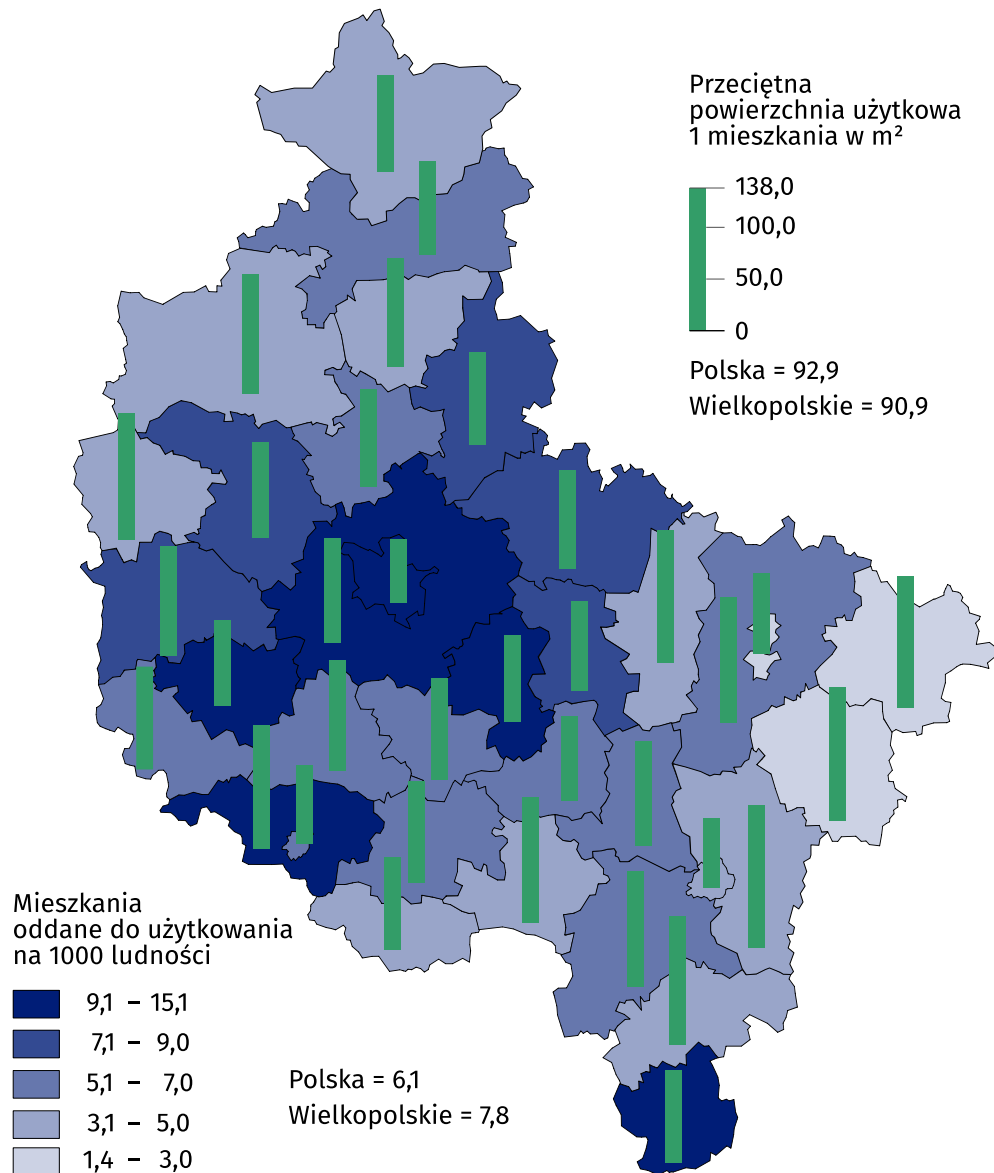 Przeciętna
powierzchnia użytkowa
1 mieszkania w m²
138,0
100,0
50,0
0
Polska = 92,9
Wielkopolskie = 90,9
Mieszkania
oddane do użytkowania
na 1000 ludności
9,1 – 15,1
7,1 – 9,0
5,1 – 7,0
3,1 – 5,0
1,4 – 3,0
Polska = 6,1
Wielkopolskie = 7,8